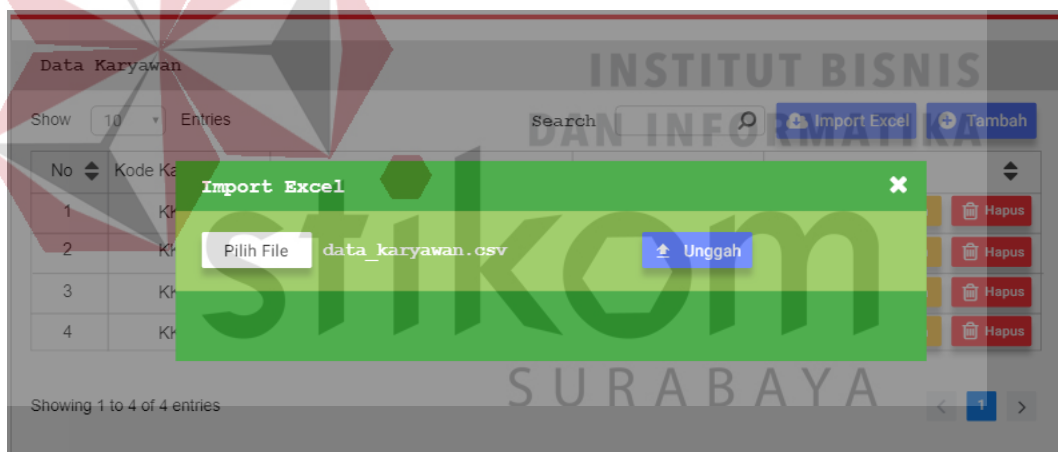 INSTITUT BISNIS
DAN INFORMATIKA
stikom
SURABAYA
Data Karyawan
Show 10 Entries
Search
Import Excel
Tambah
No Kode Ka
Import Excel
1 Hapus
Pilih File data_karyawan.csv Unggah
2 Hapus
3 Hapus
4 Hapus
Showing 1 to 4 of 4 entries
< 1 >